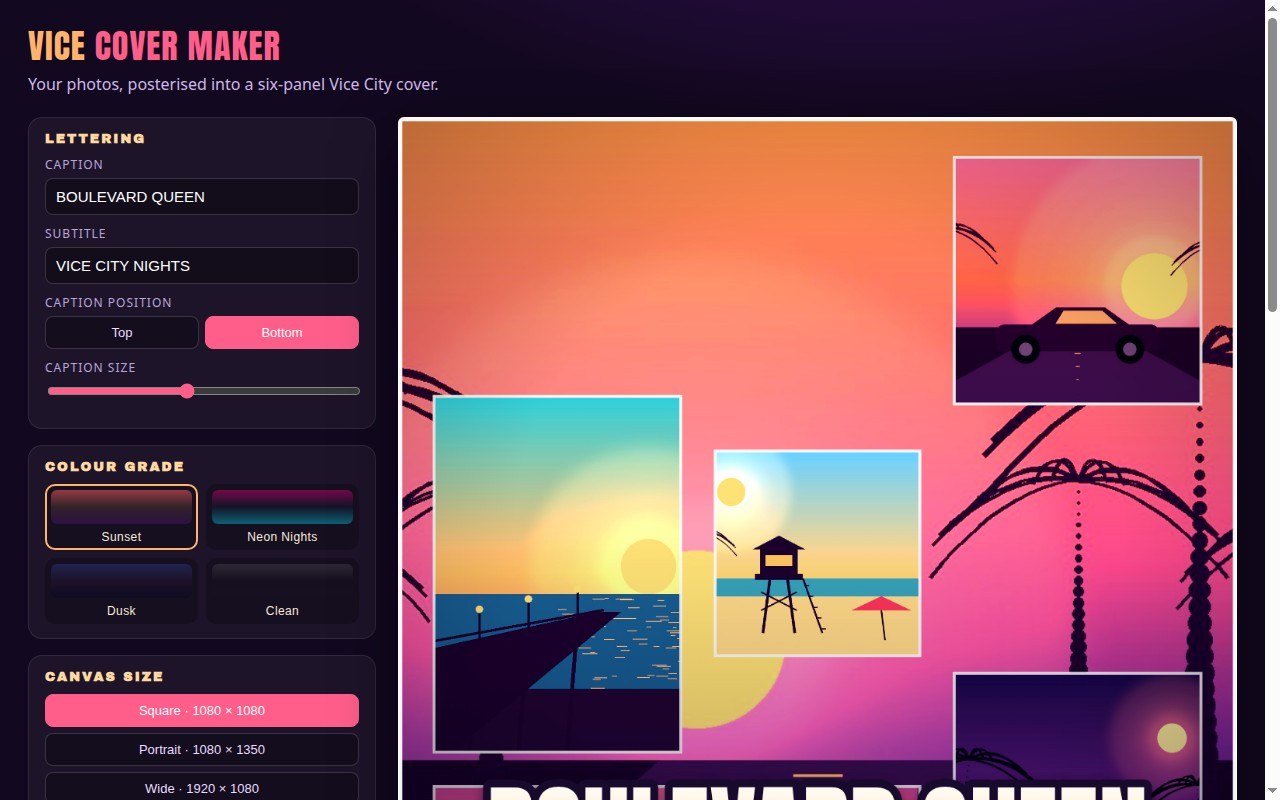 VICE COVER MAKER
Your photos, posterised into a six-panel Vice City cover.
LETTERING
CAPTION
BOULEVARD QUEEN
SUBTITLE
VICE CITY NIGHTS
CAPTION POSITION
Top
Bottom
CAPTION SIZE
COLOUR GRADE
Sunset
Neon Nights
Dusk
Clean
CANVAS SIZE
Square · 1080 × 1080
Portrait · 1080 × 1350
Wide · 1920 × 1080
BOULEVARD QUEEN